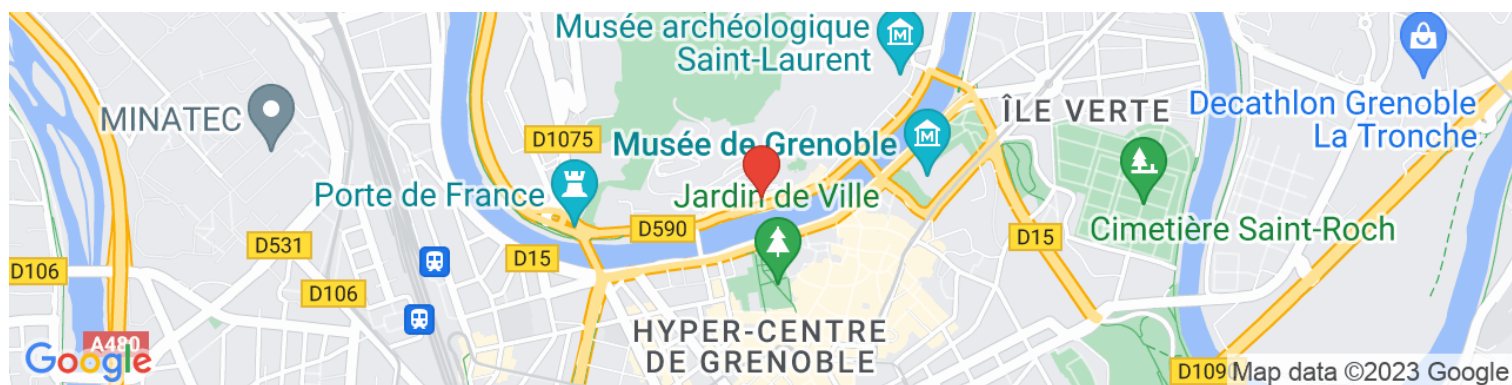 Musée archéologique
Saint-Laurent
MINATEC
ÎLE VERTE
Decathlon Grenoble
La Tronche
D1075
Musée de Grenoble
Porte de France
Jardin de Ville
D590
D531
D15
D15
Cimetière Saint-Roch
D106
D106
HYPER-CENTRE
DE GRENOBLE
A480
Google
D109
Map data ©2023 Google